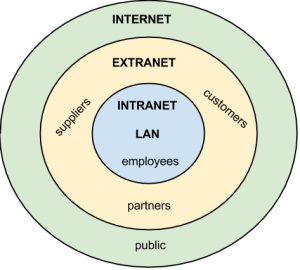 INTERNET
EXTRANET
suppliers
customers
INTRANET
LAN
employees
partners
public